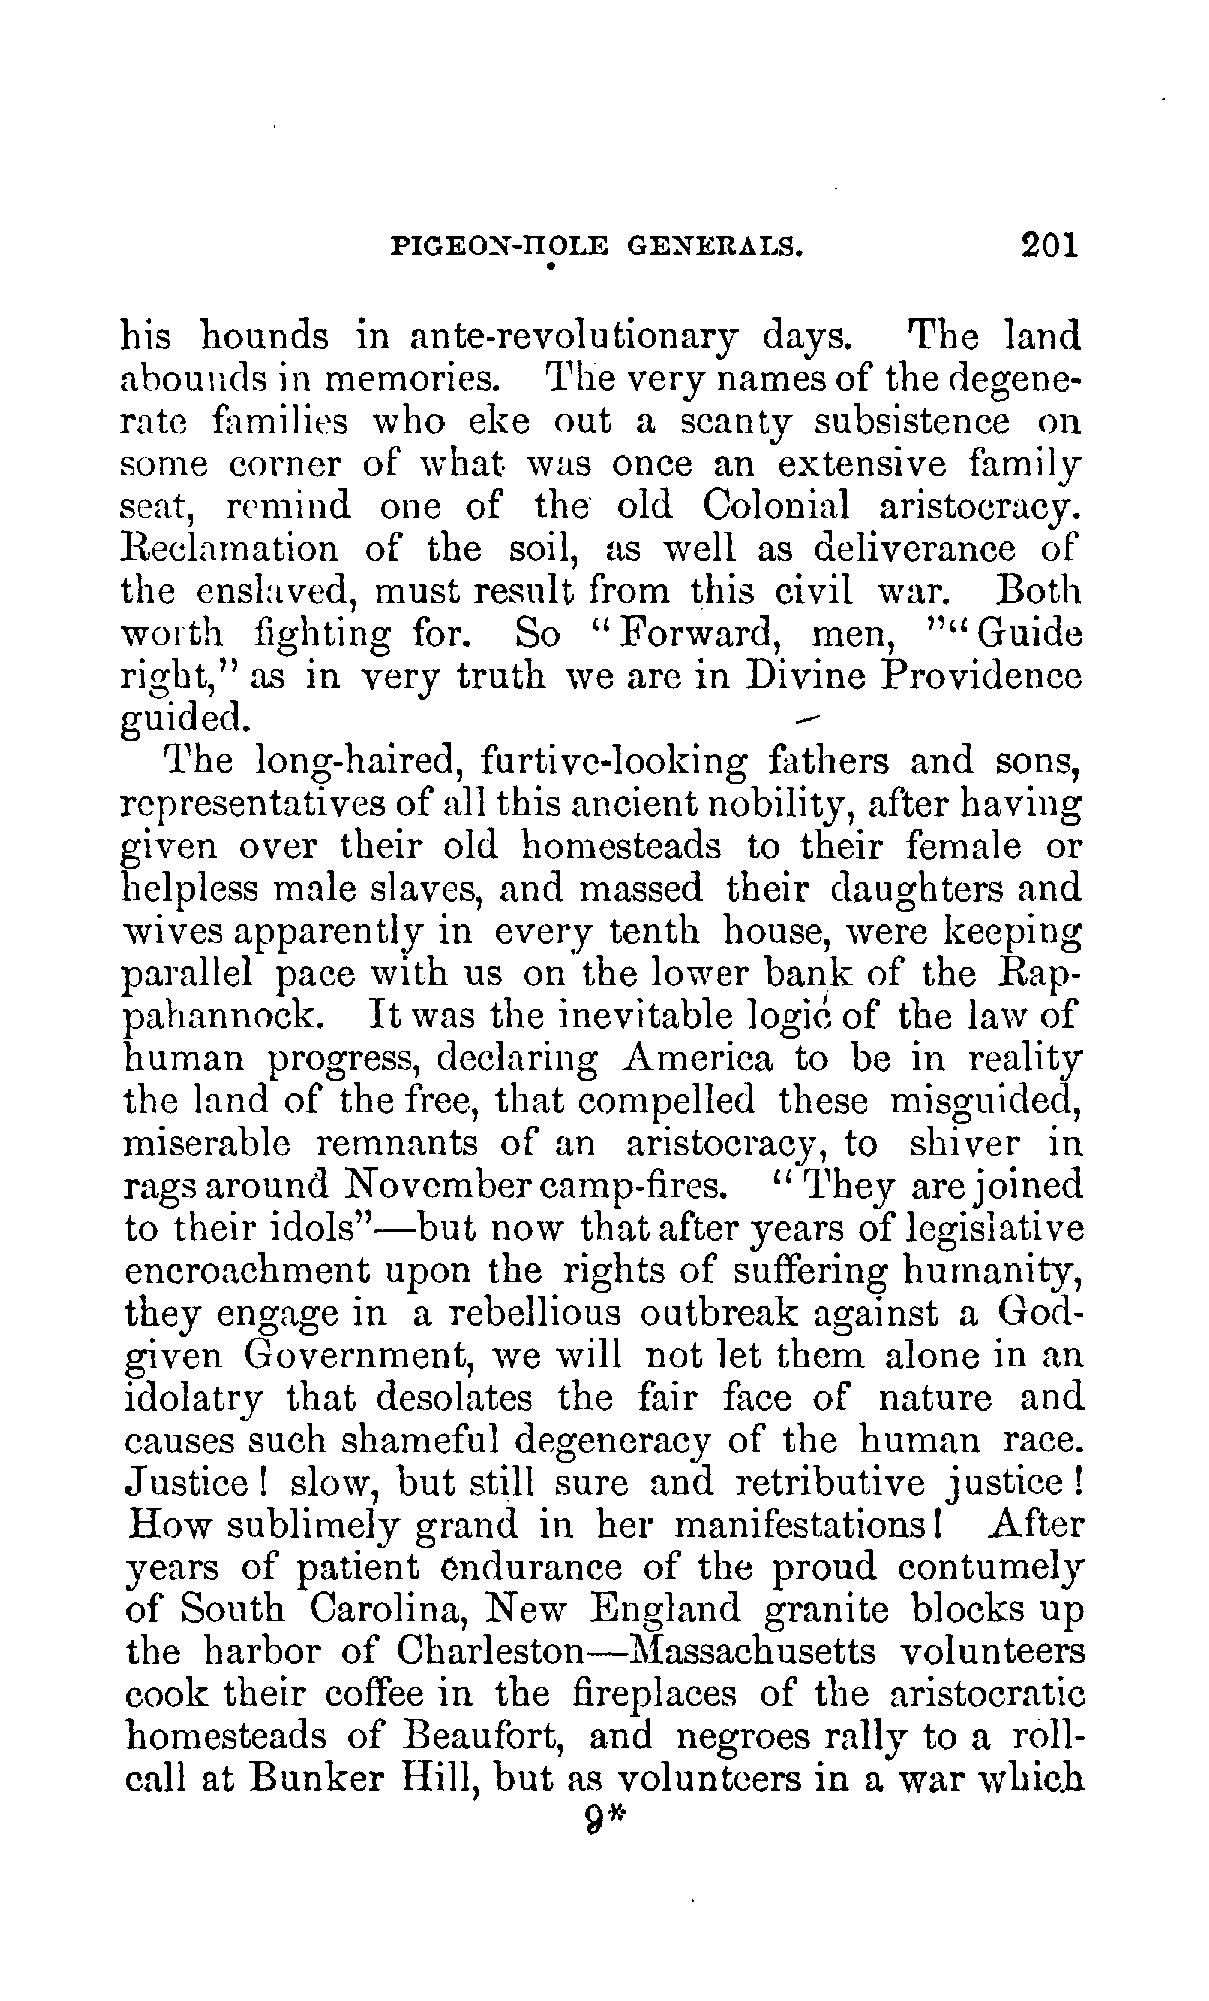 PIGEON-HOLE GENERALS. 201
his hounds in ante-revolutionary days. The land
abounds in memories. The very names of the degene-
rate families who eke out a scanty subsistence on
some corner of what was once an extensive family
seat, remind one of the old Colonial aristocracy.
Reclamation of the soil, as well as deliverance of
the enslaved, must result from this civil war. Both
worth fighting for. So “Forward, men, ”“Guide
right,” as in very truth we are in Divine Providence
guided.
The long-haired, furtive-looking fathers and sons,
representatives of all this ancient nobility, after having
given over their old homesteads to their female or
helpless male slaves, and massed their daughters and
wives apparently in every tenth house, were keeping
parallel pace with us on the lower bank of the Rap-
pahannock. It was the inevitable logic of the law of
human progress, declaring America to be in reality
the land of the free, that compelled these misguided,
miserable remnants of an aristocracy, to shiver in
rags around November camp-fires. “They are joined
to their idols”—but now that after years of legislative
encroachment upon the rights of suffering humanity,
they engage in a rebellious outbreak against a God-
given Government, we will not let them alone in an
idolatry that desolates the fair face of nature and
causes such shameful degeneracy of the human race.
Justice! slow, but still sure and retributive justice!
How sublimely grand in her manifestations! After
years of patient endurance of the proud contumely
of South Carolina, New England granite blocks up
the harbor of Charleston—Massachusetts volunteers
cook their coffee in the fireplaces of the aristocratic
homesteads of Beaufort, and negroes rally to a roll-
call at Bunker Hill, but as volunteers in a war which
9*